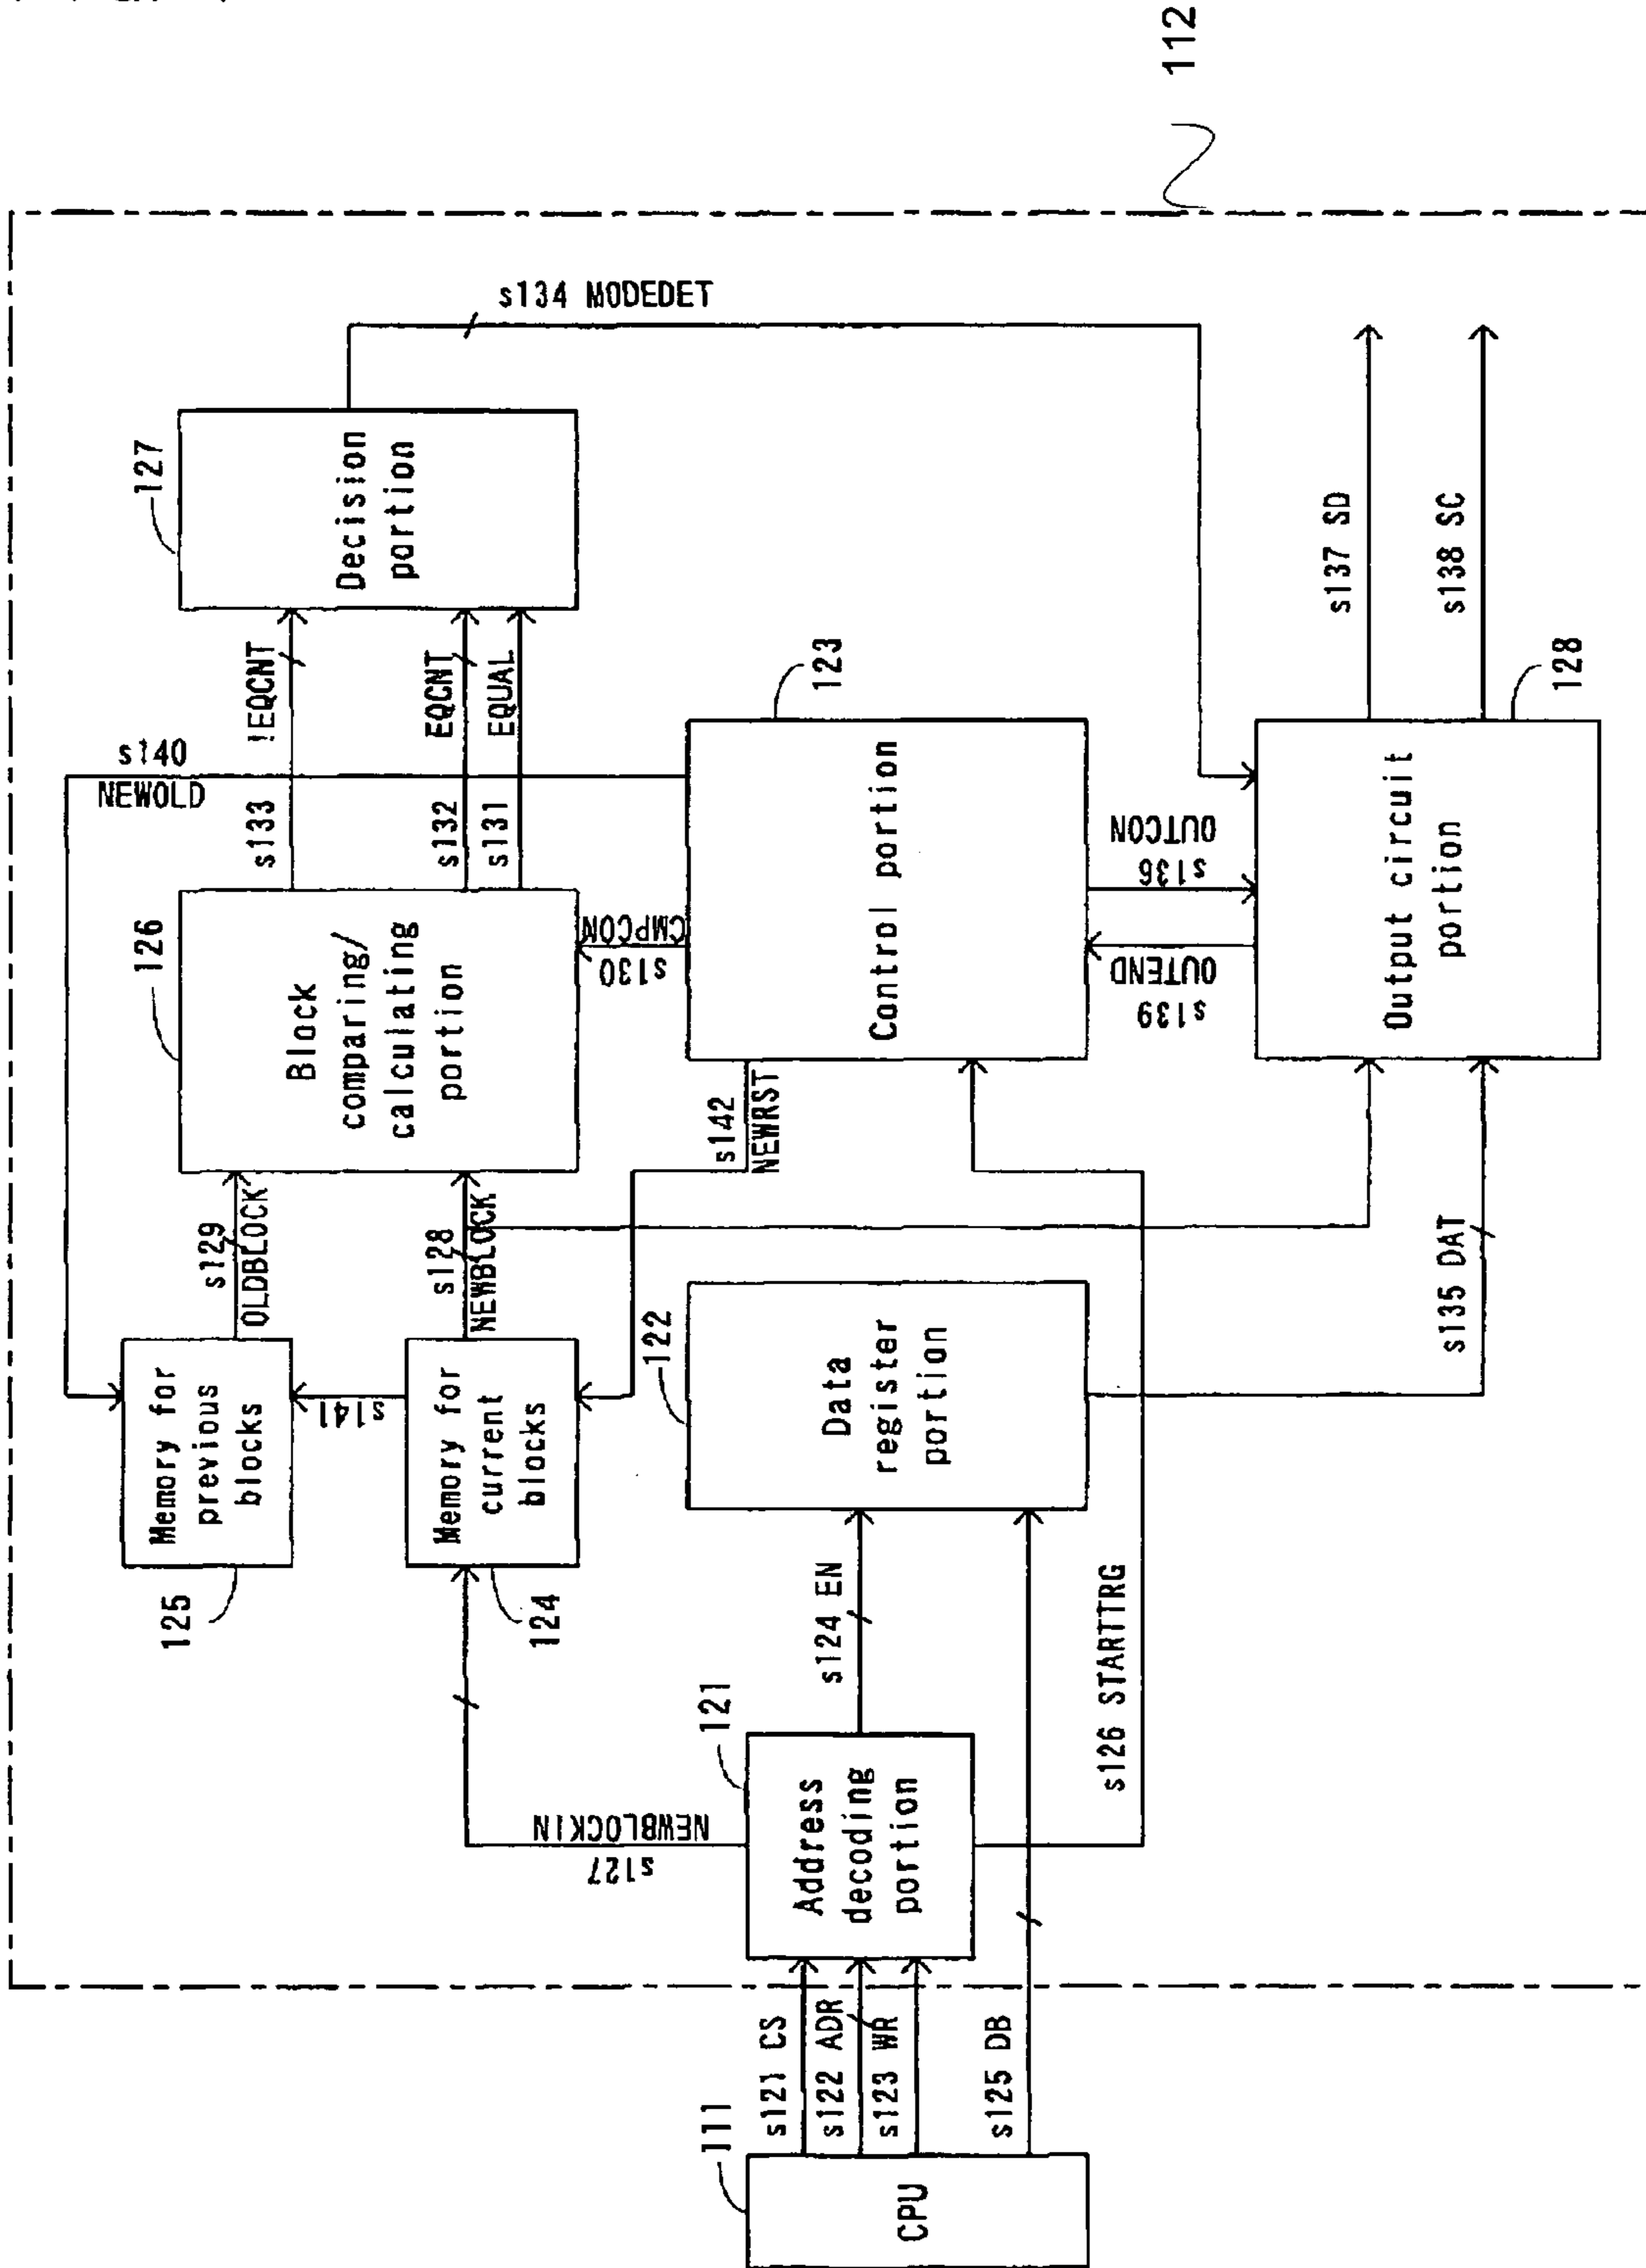 112
s134 MODEDET
127
Decision
portion
s137 SD
s138 SC
!EQCNT
EQCNT
EQUAL
s140
NEWOLD
s133
s132
s131
123
128
126
Block
comparing/
calculating
portion
CMPCON
s130
Control portion
OUTCON
s136
OUTEND
s139
Output circuit
portion
s142
NEWRST
s129
OLDBLOCK
s128
NEWBLOCK
s135 DAT
125
Memory for
previous
blocks
s141
124
Memory for
current
blocks
122
Data
register
portion
s124 EN
s126 STARTTRG
s127
NEWBLOCKIN
121
Address
decoding
portion
s121 CS
s122 ADR
s123 WR
s125 DB
111
CPU